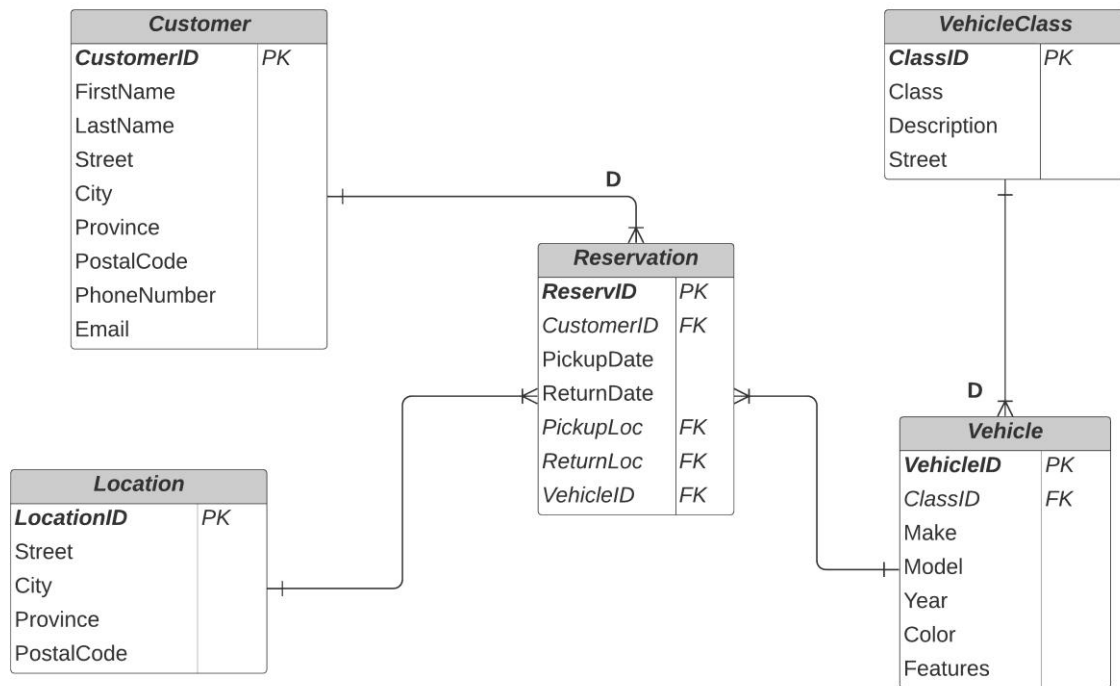 Customer
CustomerID PK
FirstName
LastName
Street
City
Province
PostalCode
PhoneNumber
Email
VehicleClass
ClassID PK
Class
Description
Street
D
Reservation
ReservID PK
CustomerID FK
PickupDate
ReturnDate
PickupLoc FK
ReturnLoc FK
VehicleID FK
D
Location
LocationID PK
Street
City
Province
PostalCode
Vehicle
VehicleID PK
ClassID FK
Make
Model
Year
Color
Features